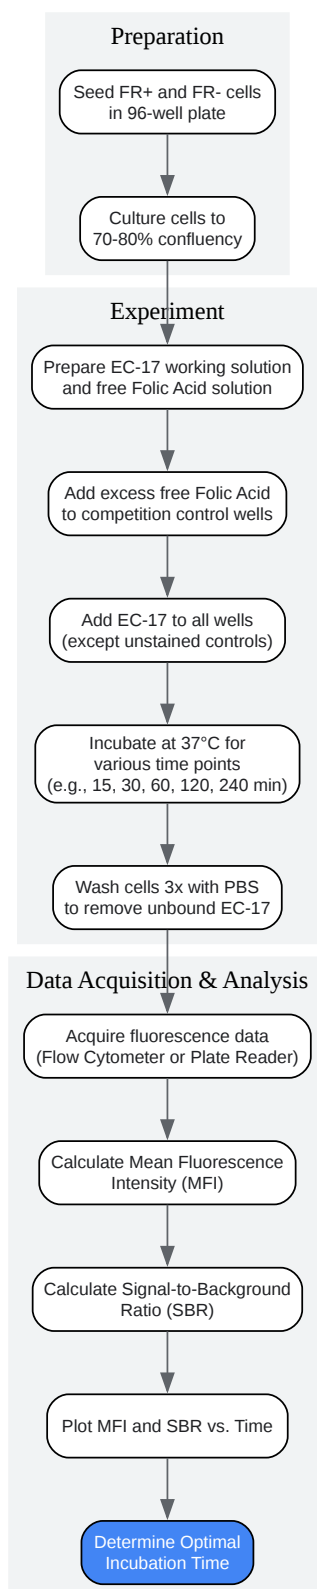 Preparation
Seed FR+ and FR- cells
in 96-well plate
Culture cells to
70-80% confluency
Experiment
Prepare EC-17 working solution
and free Folic Acid solution
Add excess free Folic Acid
to competition control wells
Add EC-17 to all wells
(except unstained controls)
Incubate at 37°C for
various time points
(e.g., 15, 30, 60, 120, 240 min)
Wash cells 3x with PBS
to remove unbound EC-17
Data Acquisition & Analysis
Acquire fluorescence data
(Flow Cytometer or Plate Reader)
Calculate Mean Fluorescence
Intensity (MFI)
Calculate Signal-to-Background
Ratio (SBR)
Plot MFI and SBR vs. Time
Determine Optimal
Incubation Time